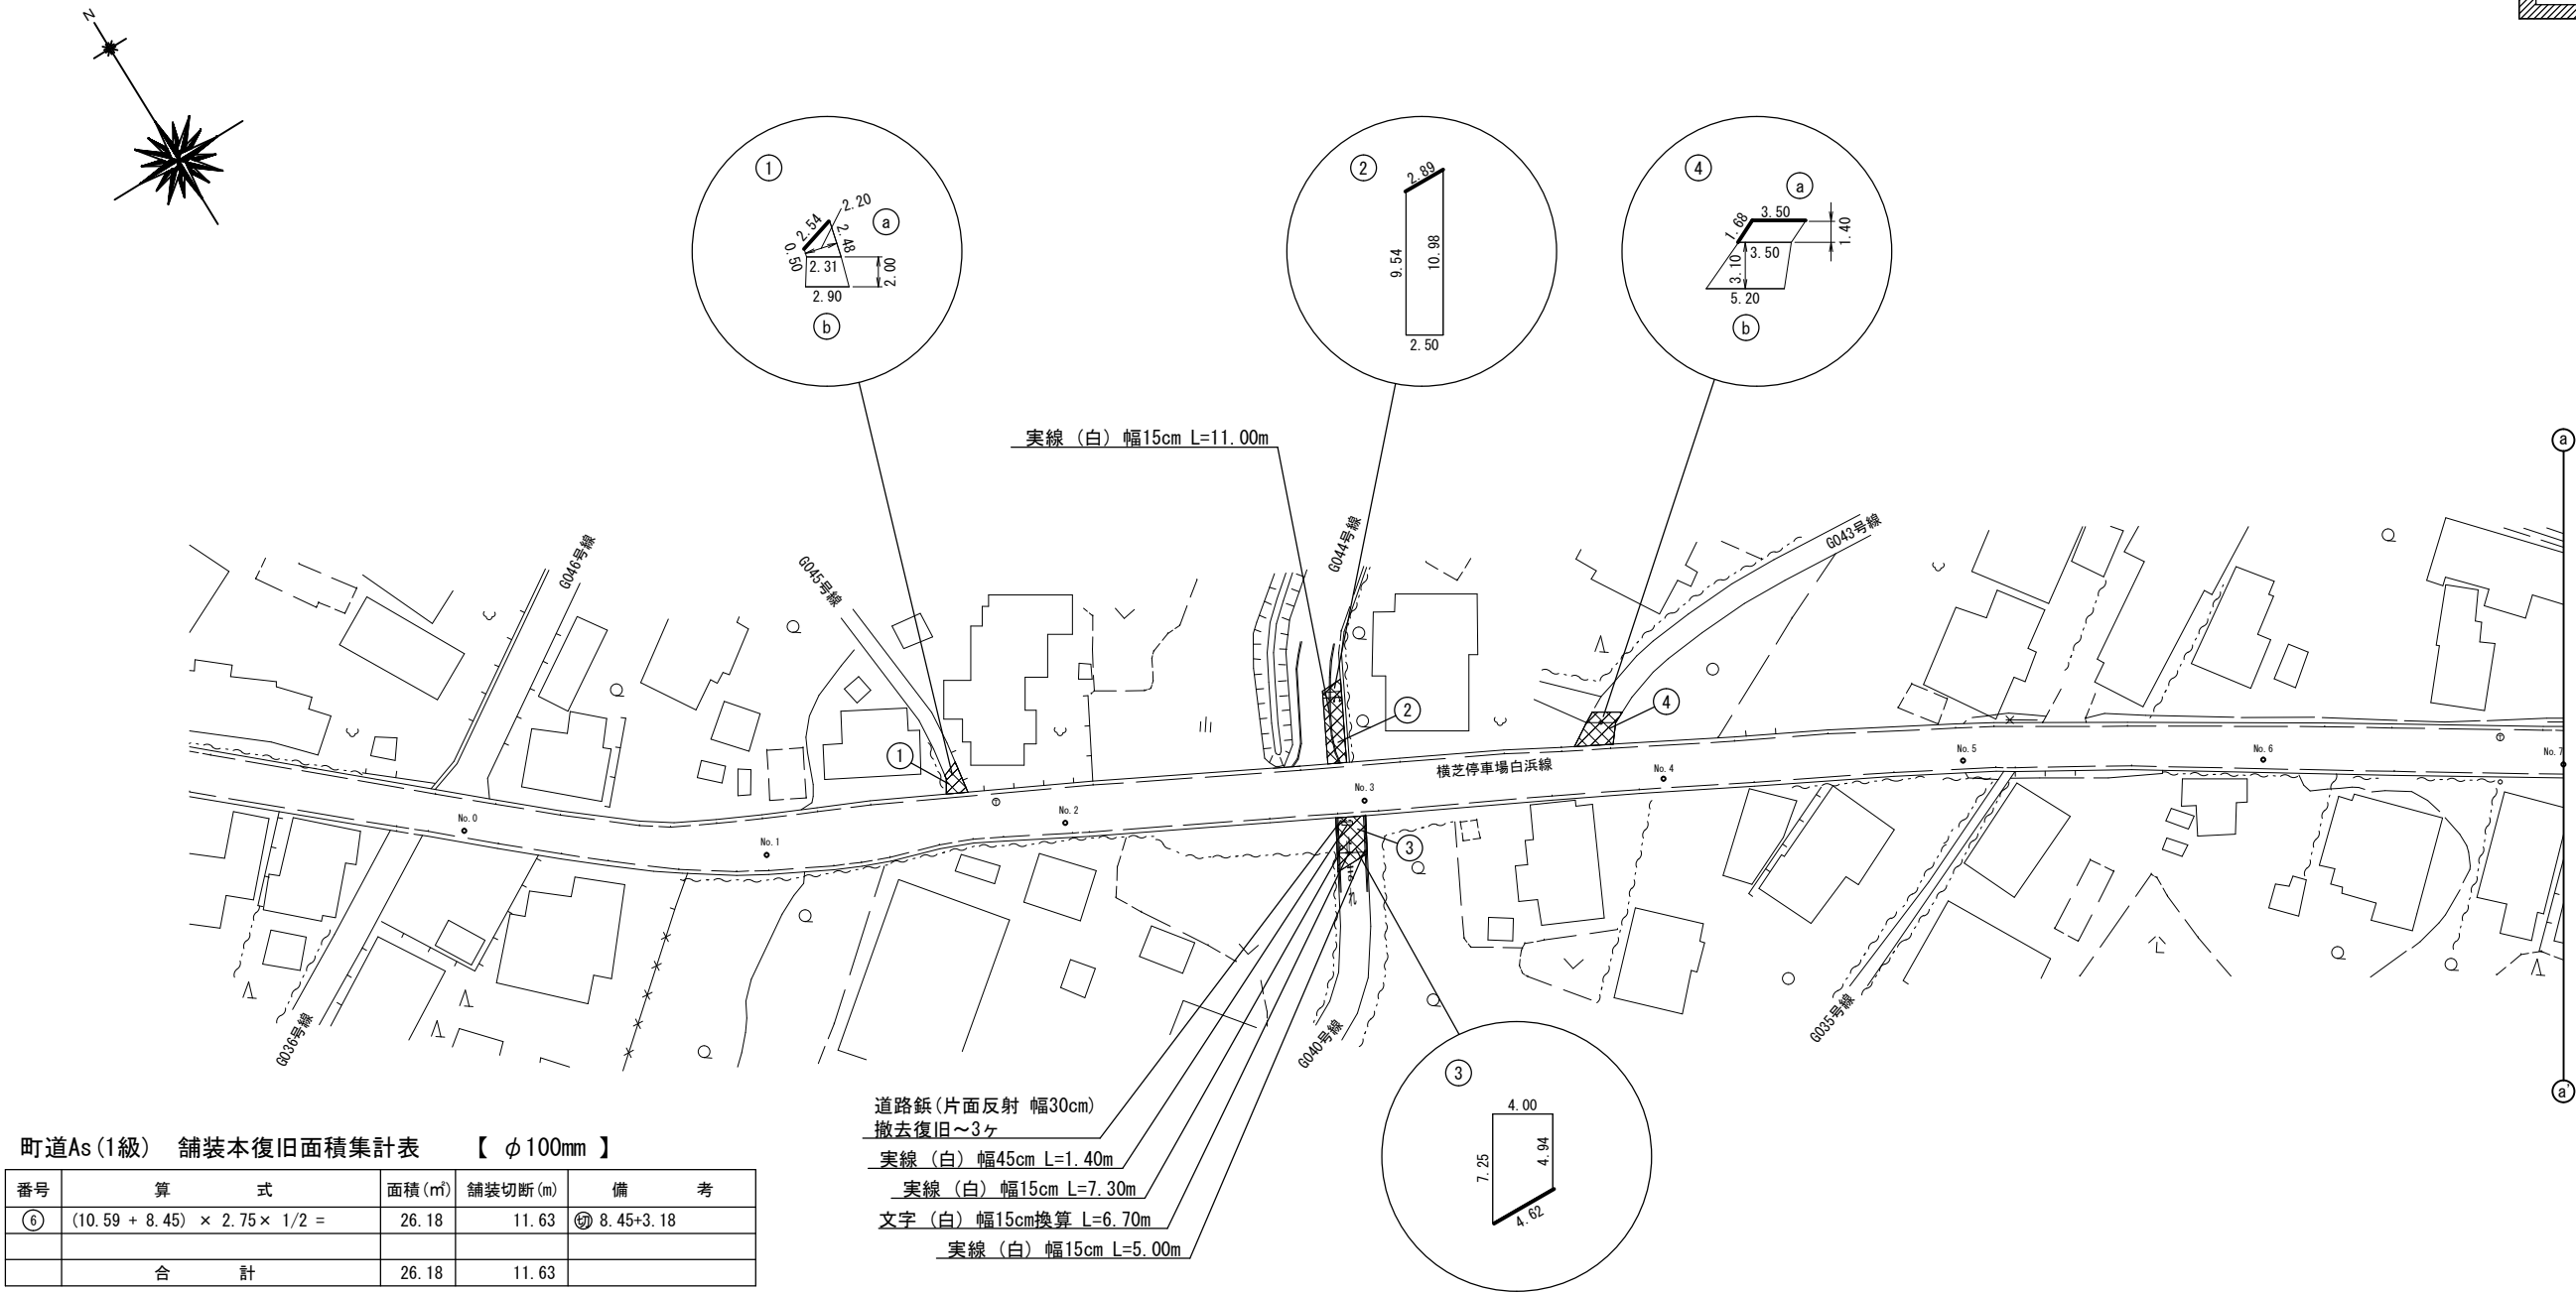 N
①
2.54
2.20
ⓐ
2.48
0.50
2.31
2.00
2.90
ⓑ
②
2.89
9.54
10.98
2.50
④
ⓐ
3.50
1.68
1.40
3.50
3.10
5.20
ⓑ
実線（白）幅15cm L=11.00m
ⓐ
G046号線
G045号線
G044号線
G043号線
②
④
①
横芝停車場白浜線
No.0
No.1
No.2
No.3
No.4
No.5
No.6
No.7
③
G036号線
G040号線
G035号線
a'
道路鋲(片面反射 幅30cm)
撤去復旧～3ヶ
実線（白）幅45cm L=1.40m
実線（白）幅15cm L=7.30m
文字（白）幅15cm換算 L=6.70m
実線（白）幅15cm L=5.00m
③
4.00
7.25
4.94
4.62
町道As(1級) 舗装本復旧面積集計表 【 φ100mm 】
番号 算 式 面積(㎡) 舗装切断(m) 備 考
⑥ (10.59 + 8.45) × 2.75× 1/2 = 26.18 11.63 切 8.45+3.18
合 計 26.18 11.63